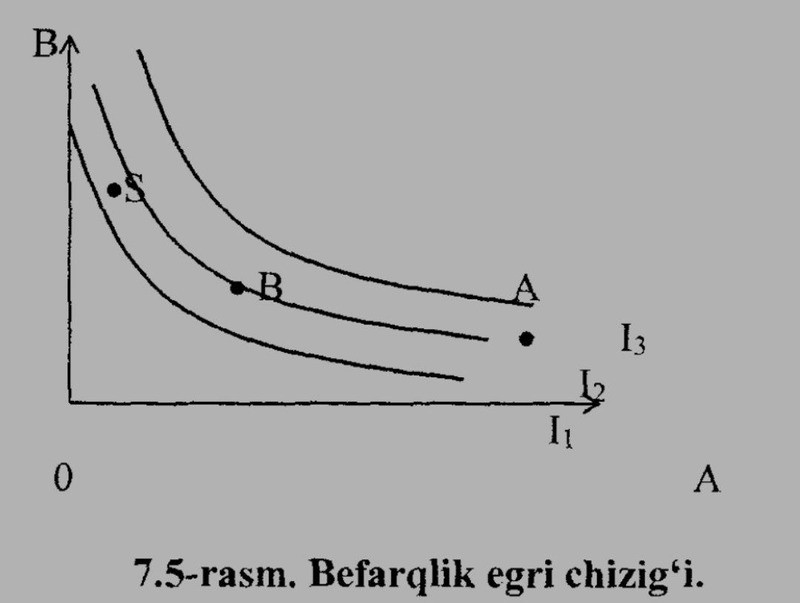 B
S
B A
I3
I2
I1
0 A
7.5-rasm. Befarqlik egri chizig‘i.